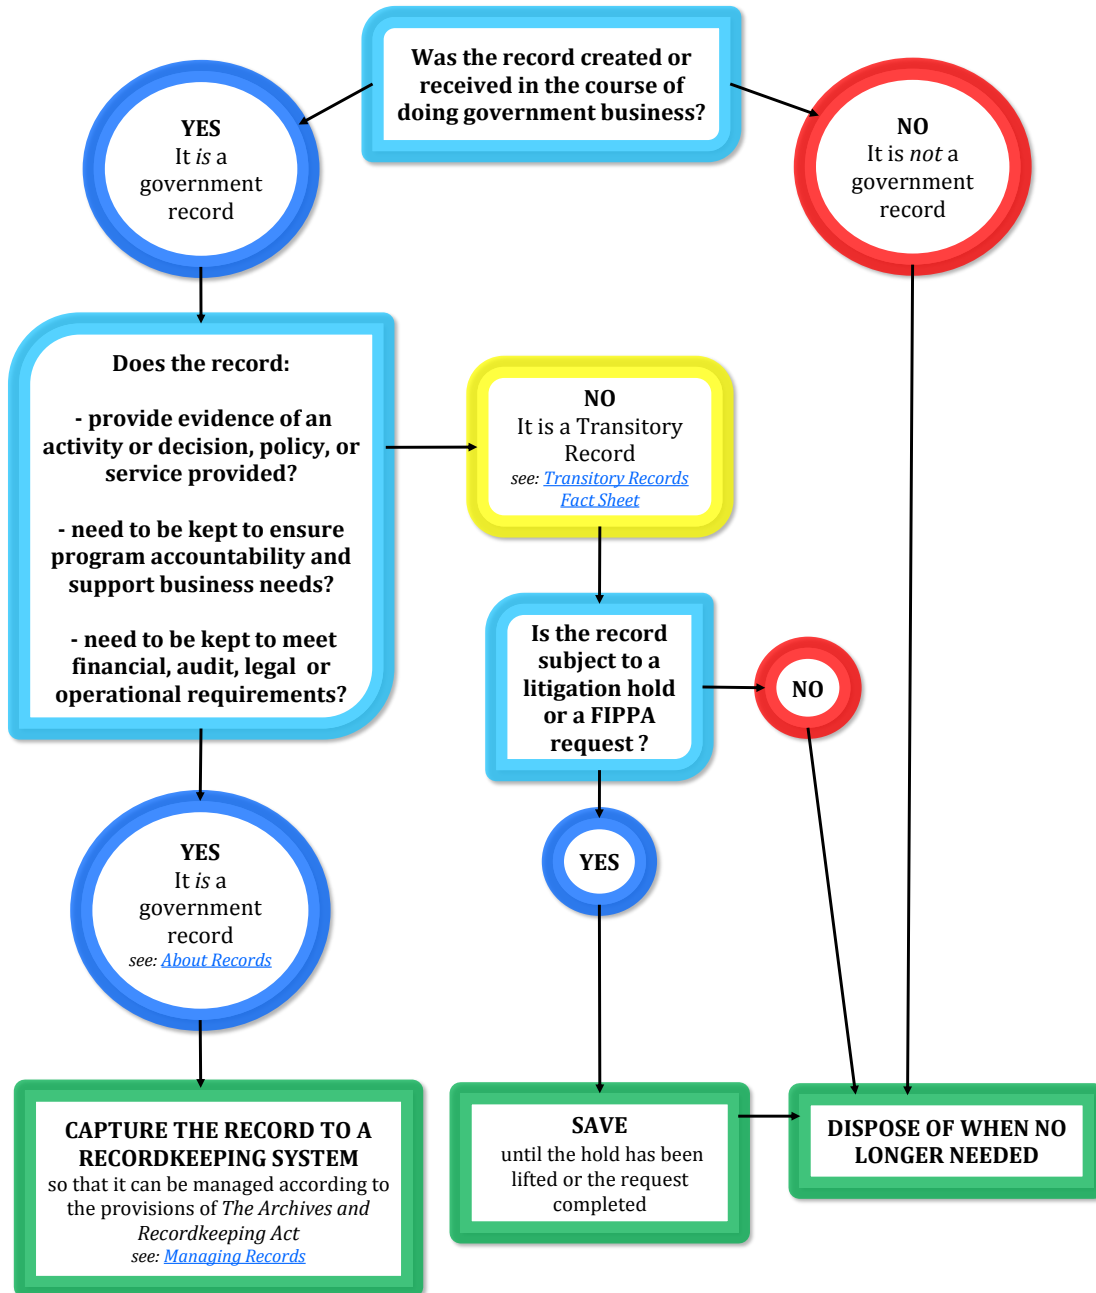 Was the record created or
received in the course of
doing government business?
YES
It is a
government
record
NO
It is not a
government
record
Does the record:
- provide evidence of an
activity or decision, policy, or
service provided?
- need to be kept to ensure
program accountability and
support business needs?
- need to be kept to meet
financial, audit, legal or
operational requirements?
NO
It is a Transitory
Record
see: Transitory Records
Fact Sheet
Is the record
subject to a
litigation hold
or a FIPPA
request ?
NO
YES
YES
It is a
government
record
see: About Records
CAPTURE THE RECORD TO A
RECORDKEEPING SYSTEM
so that it can be managed according to
the provisions of The Archives and
Recordkeeping Act
see: Managing Records
SAVE
until the hold has been
lifted or the request
completed
DISPOSE OF WHEN NO
LONGER NEEDED